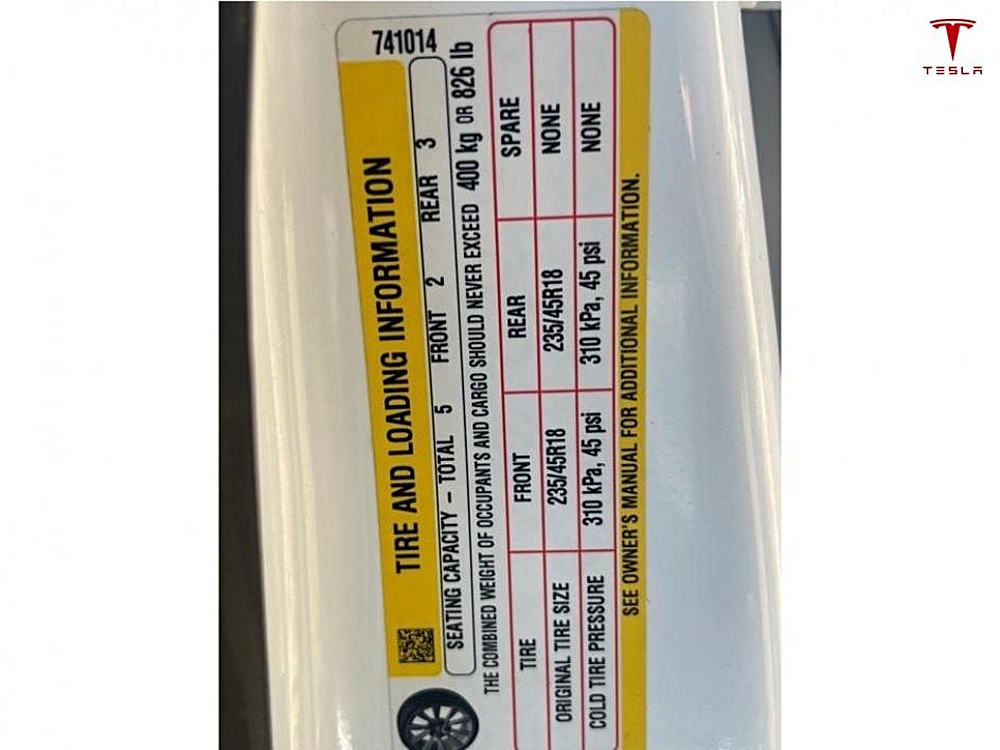 741014
TIRE AND LOADING INFORMATION
SEATING CAPACITY – TOTAL 5 FRONT 2 REAR 3
THE COMBINED WEIGHT OF OCCUPANTS AND CARGO SHOULD NEVER EXCEED 400 kg OR 826 lb
TIRE FRONT REAR SPARE
ORIGINAL TIRE SIZE 235/45R18 235/45R18 NONE
COLD TIRE PRESSURE 310 kPa, 45 psi 310 kPa, 45 psi NONE
SEE OWNER'S MANUAL FOR ADDITIONAL INFORMATION.
TESLA